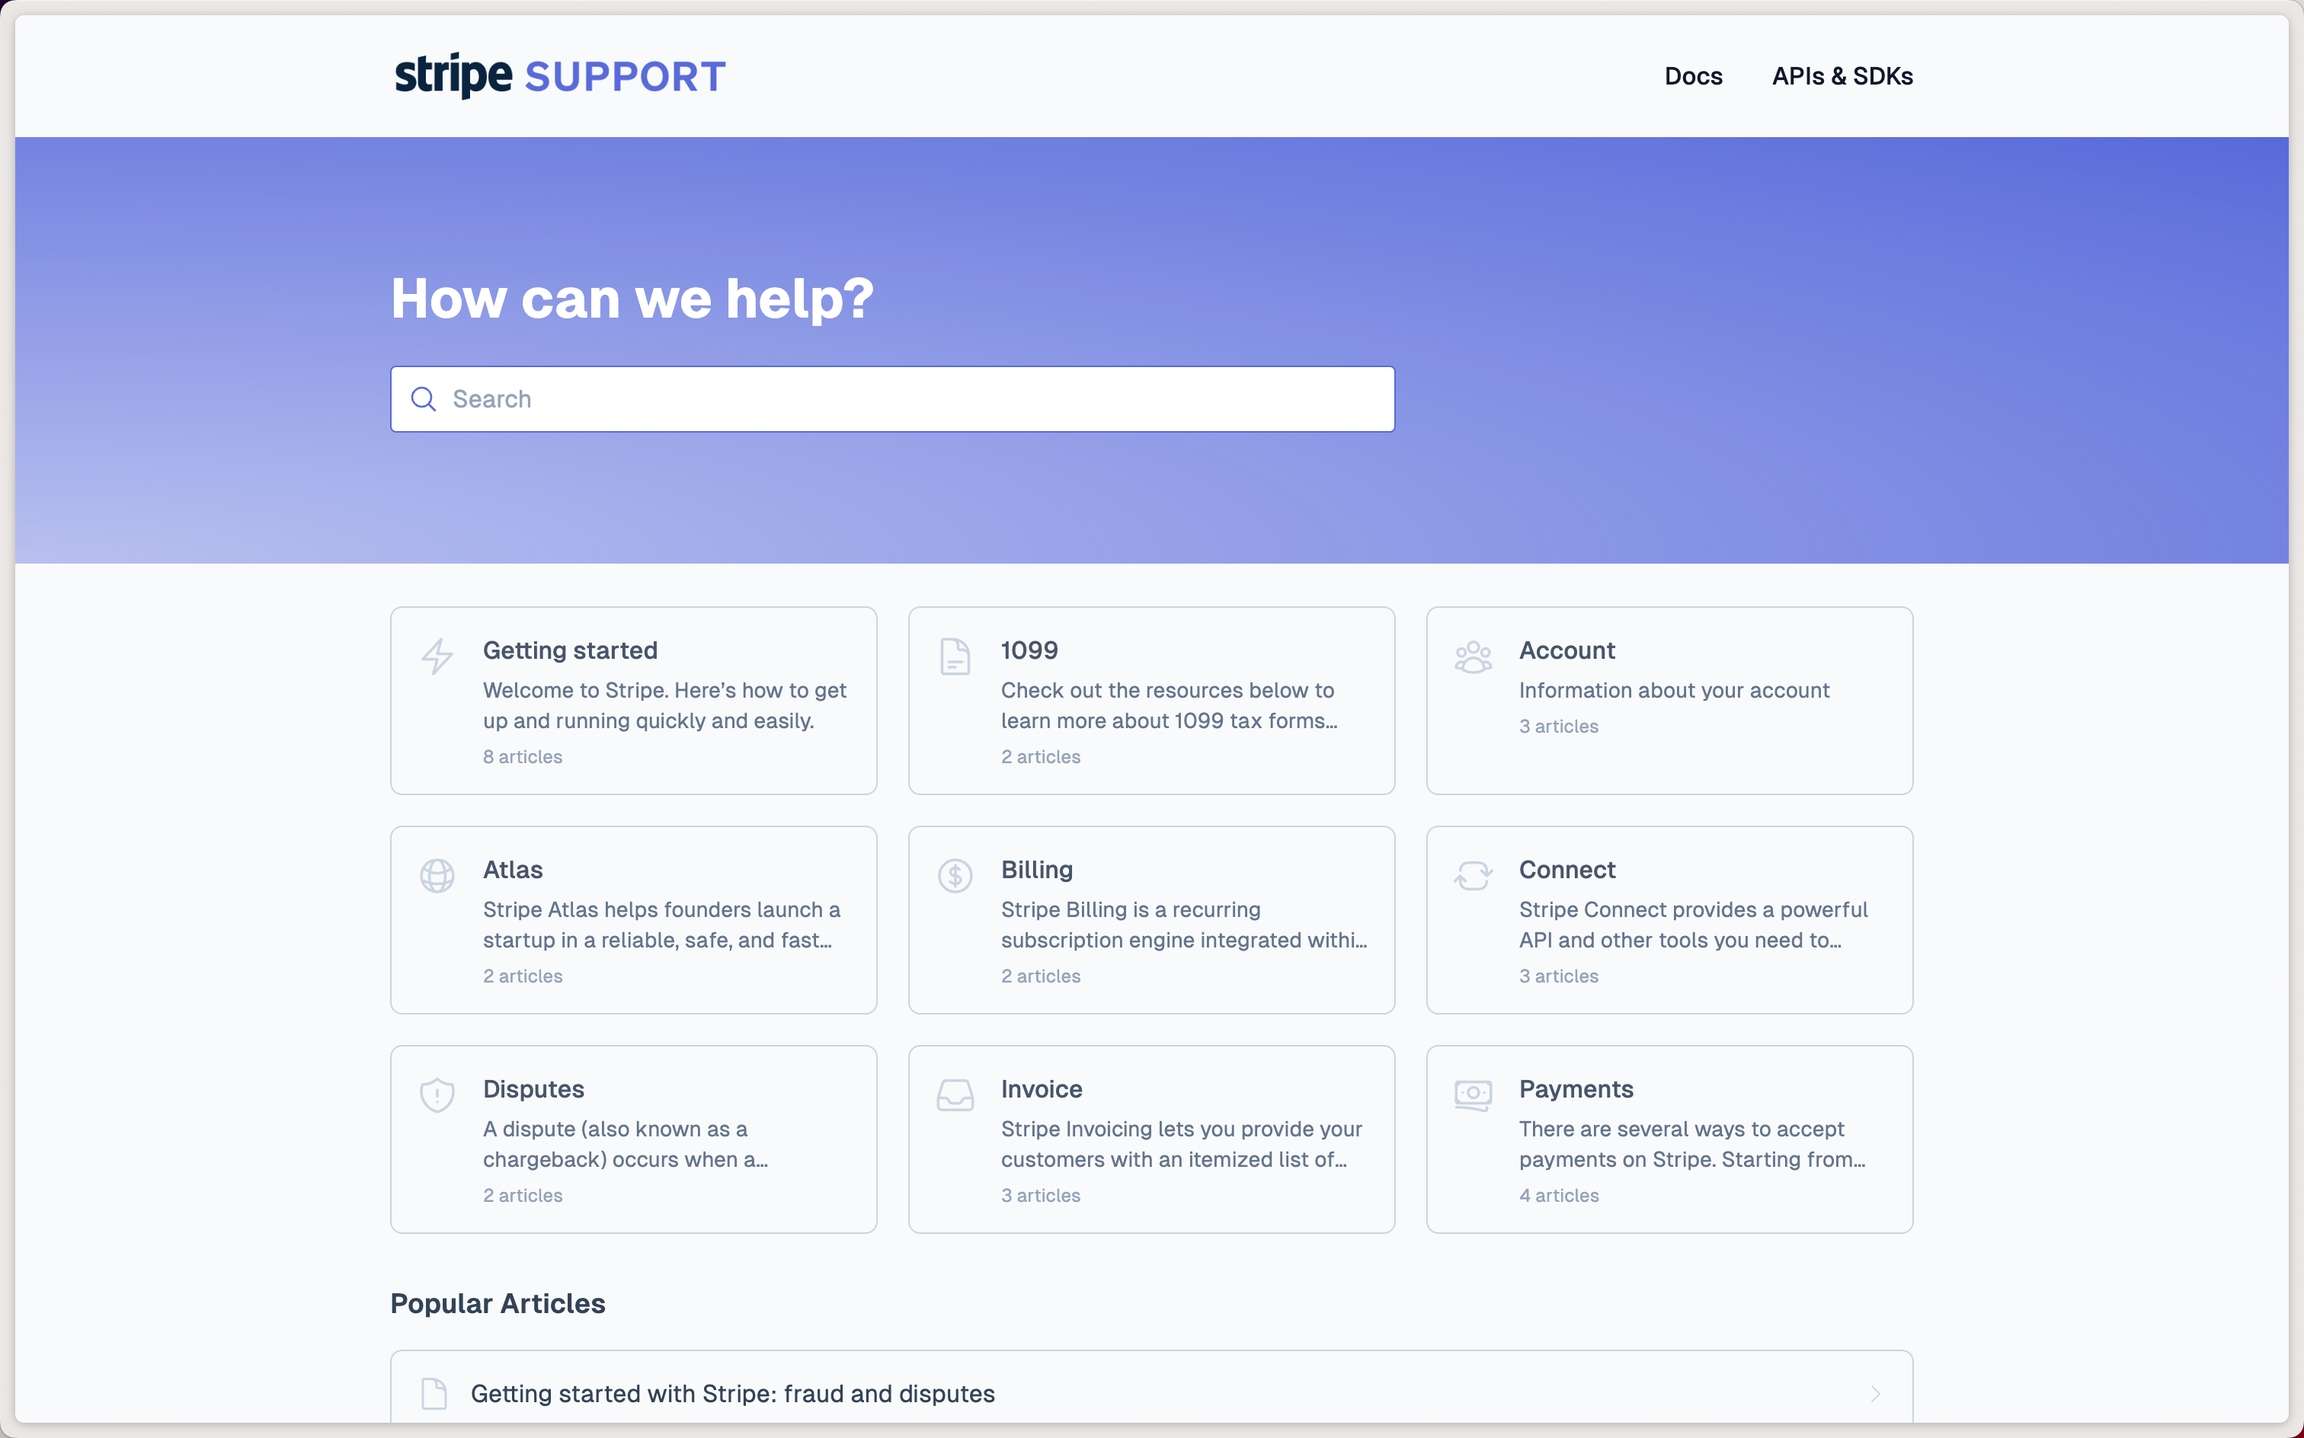 stripe SUPPORT
Docs
APIs & SDKs
How can we help?
Search
Getting started
Welcome to Stripe. Here’s how to get
up and running quickly and easily.
8 articles
1099
Check out the resources below to
learn more about 1099 tax forms…
2 articles
Account
Information about your account
3 articles
Atlas
Stripe Atlas helps founders launch a
startup in a reliable, safe, and fast…
2 articles
Billing
Stripe Billing is a recurring
subscription engine integrated withi…
2 articles
Connect
Stripe Connect provides a powerful
API and other tools you need to…
3 articles
Disputes
A dispute (also known as a
chargeback) occurs when a…
2 articles
Invoice
Stripe Invoicing lets you provide your
customers with an itemized list of…
3 articles
Payments
There are several ways to accept
payments on Stripe. Starting from…
4 articles
Popular Articles
Getting started with Stripe: fraud and disputes